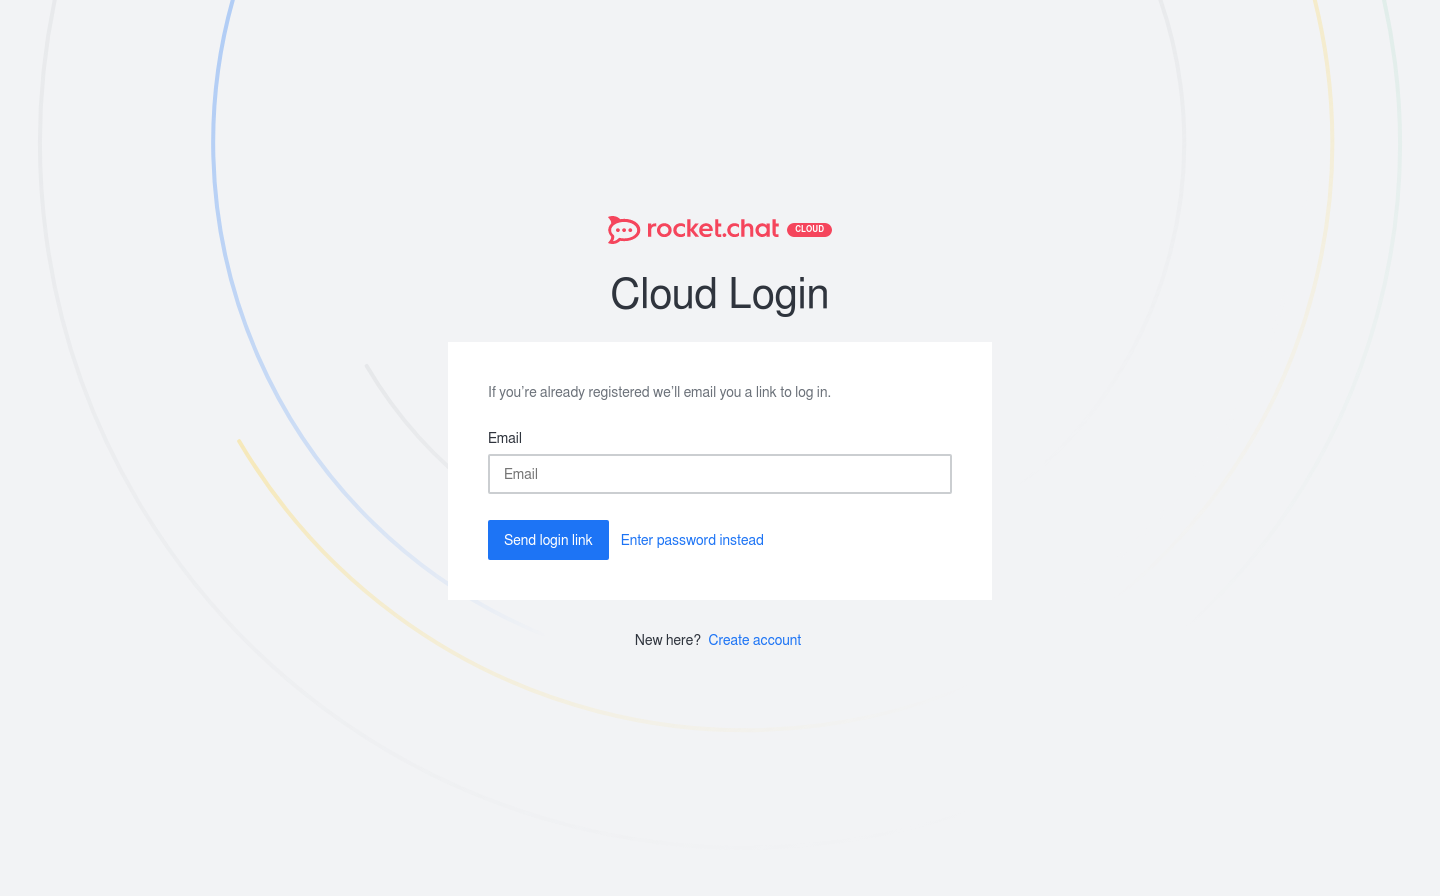 rocket.chat CLOUD
Cloud Login
If you’re already registered we’ll email you a link to log in.
Email
Email
Send login link Enter password instead
New here? Create account